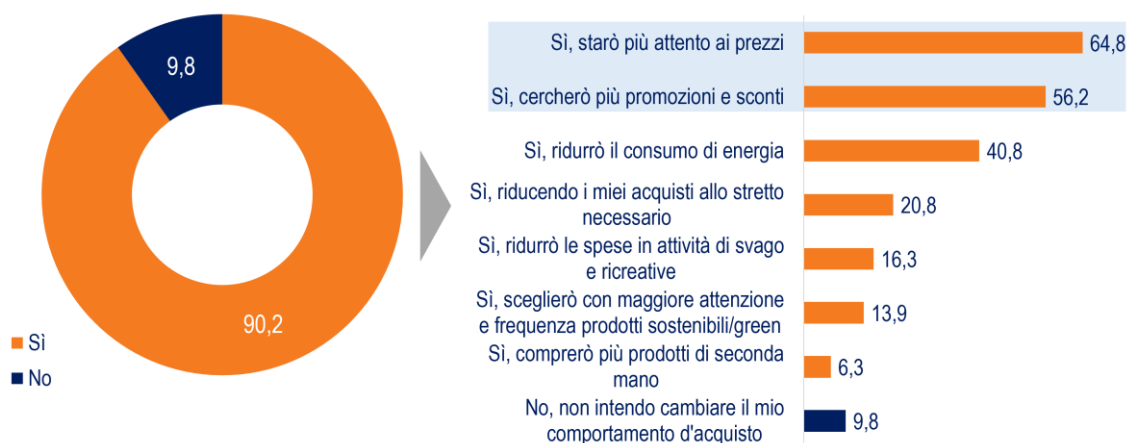 9,8
90,2
Sì
No
Sì, starò più attento ai prezzi
64,8
Sì, cercherò più promozioni e sconti
56,2
Sì, ridurrò il consumo di energia
40,8
Sì, riducendo i miei acquisti allo stretto
necessario
20,8
Sì, ridurrò le spese in attività di svago
e ricreative
16,3
Sì, sceglierò con maggiore attenzione
e frequenza prodotti sostenibili/green
13,9
Sì, comprerò più prodotti di seconda
mano
6,3
No, non intendo cambiare il mio
comportamento d'acquisto
9,8